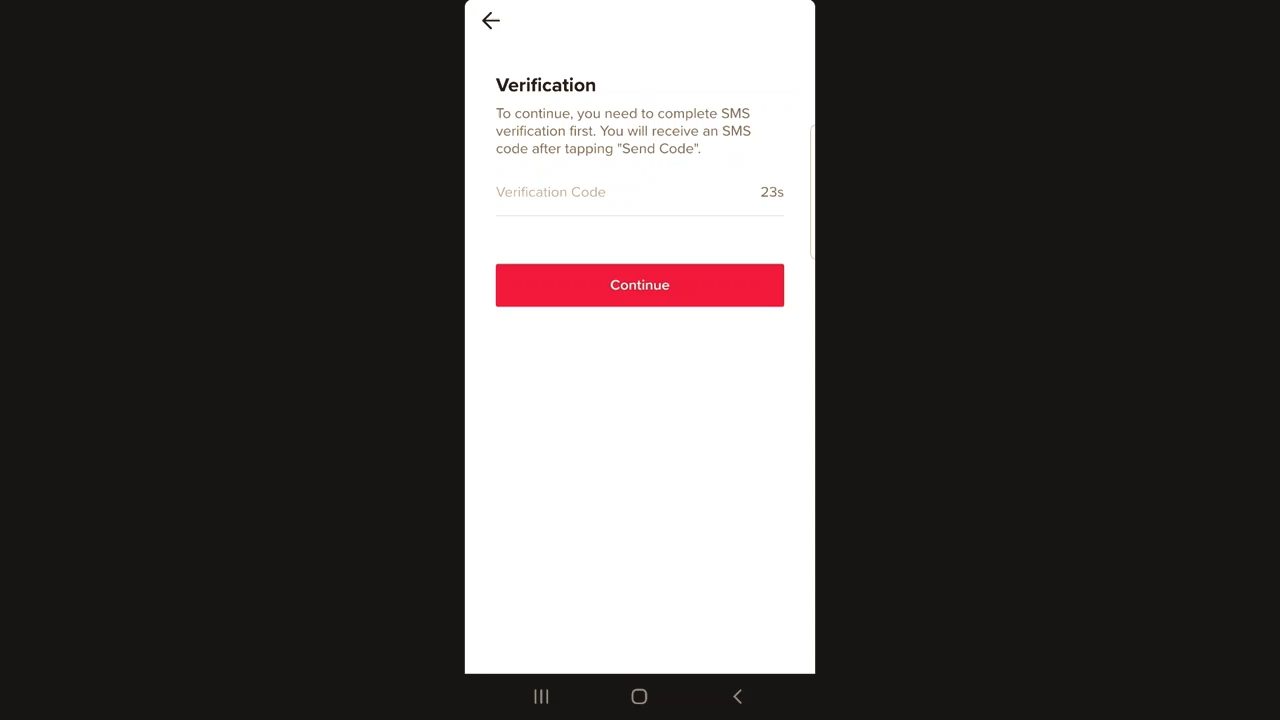 Verification
To continue, you need to complete SMS
verification first. You will receive an SMS
code after tapping "Send Code".
Verification Code 23s
Continue